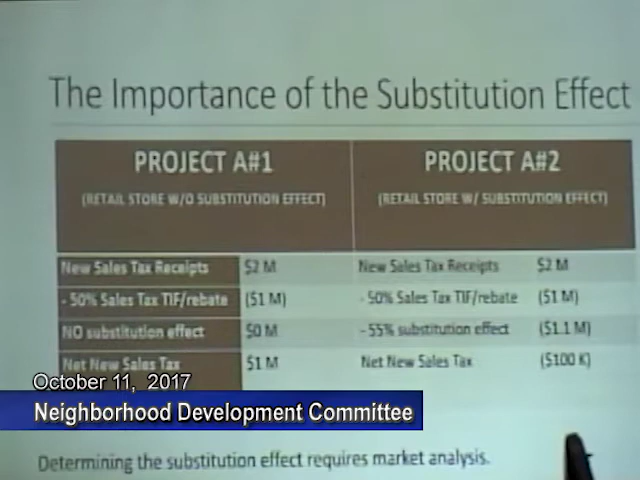 The Importance of the Substitution Effect
PROJECT A#1
(RETAIL STORE W/O SUBSTITUTION EFFECT)
PROJECT A#2
(RETAIL STORE W/ SUBSTITUTION EFFECT)
New Sales Tax Receipts $2 M New Sales Tax Receipts $2 M
- 50% Sales Tax TIF/rebate ($1 M) - 50% Sales Tax TIF/rebate ($1 M)
NO substitution effect $0 M - 55% substitution effect ($1.1 M)
Net New Sales Tax $1 M Net New Sales Tax ($100 K)
October 11, 2017
Neighborhood Development Committee
Determining the substitution effect requires market analysis.